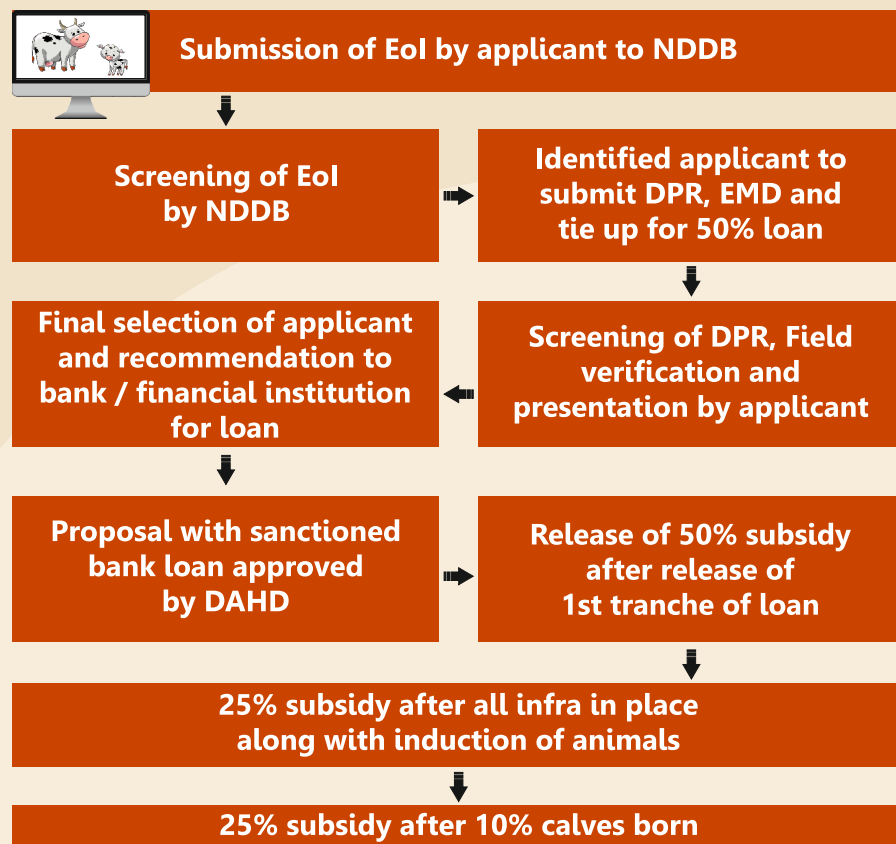 Submission of EoI by applicant to NDDB
Screening of EoI
by NDDB
Identified applicant to
submit DPR, EMD and
tie up for 50% loan
Screening of DPR, Field
verification and
presentation by applicant
Final selection of applicant
and recommendation to
bank / financial institution
for loan
Proposal with sanctioned
bank loan approved
by DAHD
Release of 50% subsidy
after release of
1st tranche of loan
25% subsidy after all infra in place
along with induction of animals
25% subsidy after 10% calves born